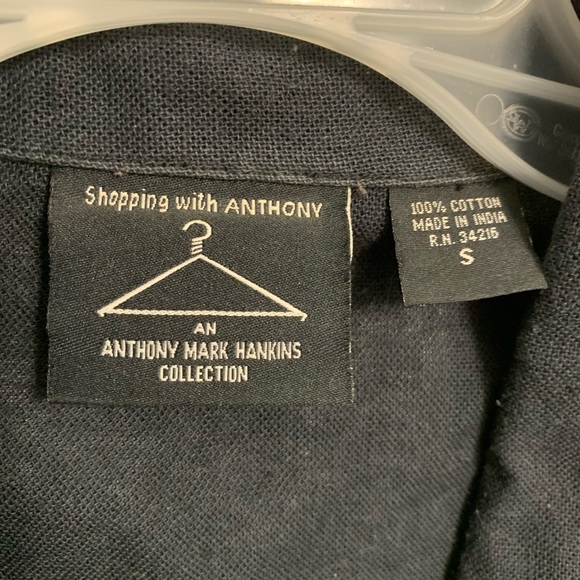 Shopping with ANTHONY
AN
ANTHONY MARK HANKINS
COLLECTION
100% COTTON
MADE IN INDIA
R.N. 34216
S